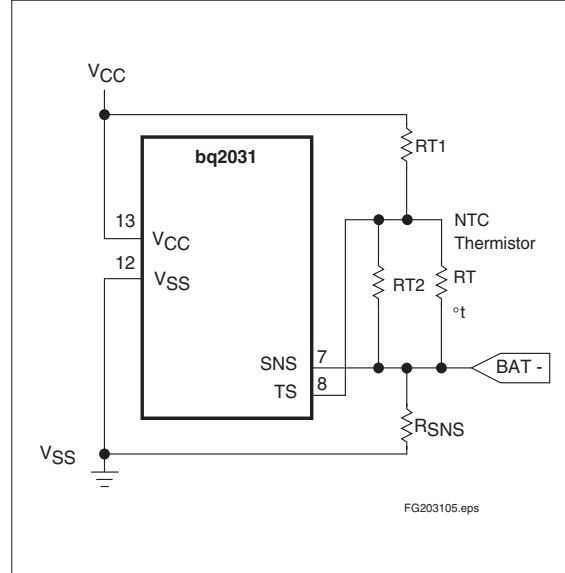 VCC
bq2031
RT1
13
VCC
NTC
Thermistor
12
VSS
RT2
RT
°t
SNS
7
BAT -
TS
8
RSNS
VSS
FG203105.eps